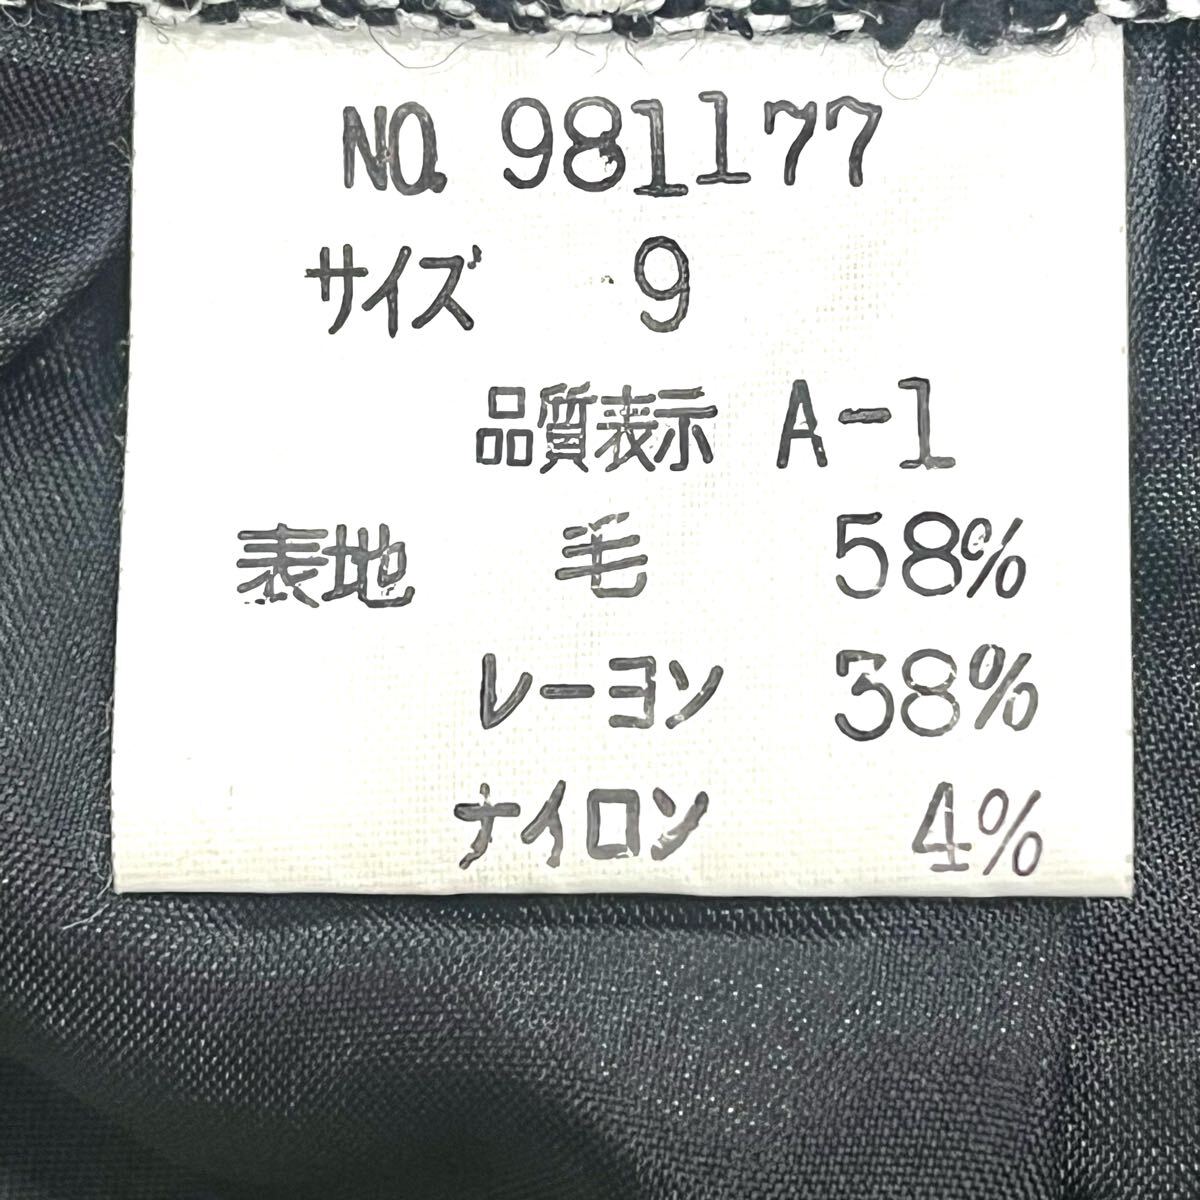 NO. 981177
サイズ 9
品質表示 A-1
表地 毛 58%
レーヨン 38%
ナイロン 4%